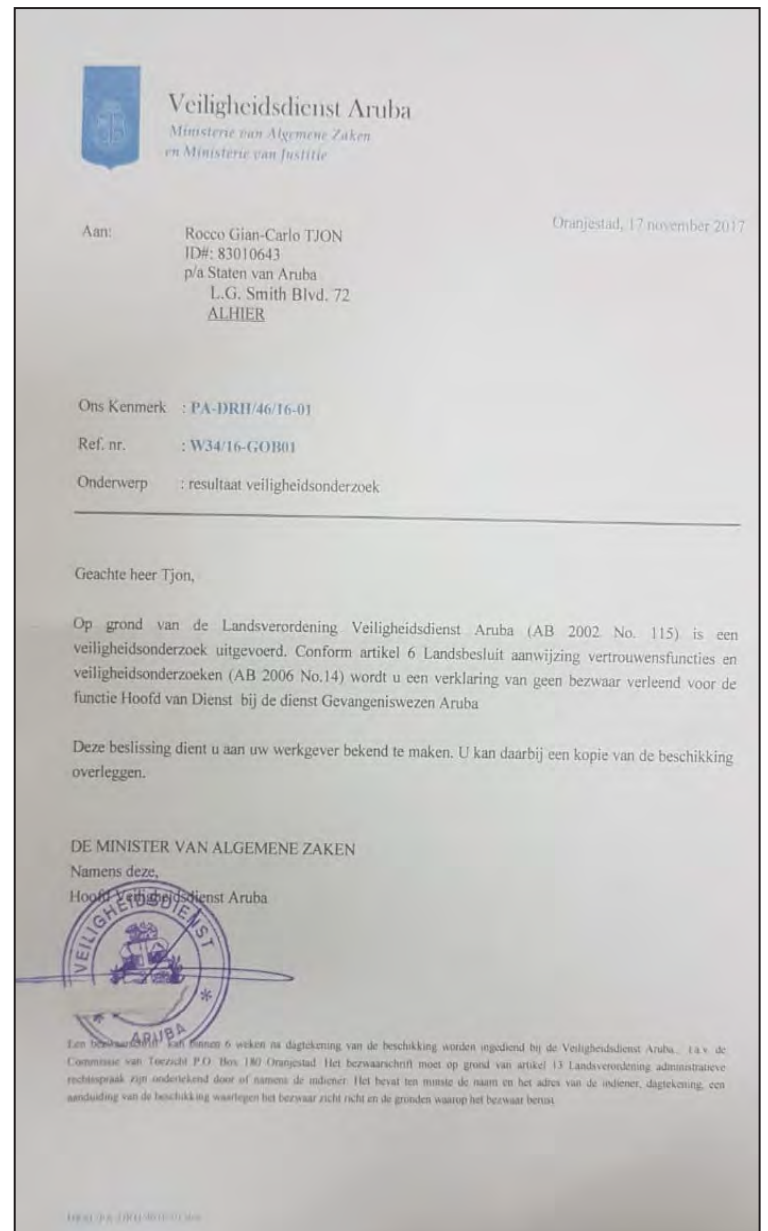 Veiligheidsdienst Aruba
Ministerie van Algemene Zaken
en Ministerie van Justitie
Oranjestad, 17 november 2017
Aan: Rocco Gian-Carlo TJON
ID#: 83010643
p/a Staten van Aruba
L.G. Smith Blvd. 72
ALHIER
Ons Kenmerk : PA-DRH/46/16-01
Ref. nr. : W34/16-GOB01
Onderwerp : resultaat veiligheidsonderzoek
Geachte heer Tjon,
Op grond van de Landsverordening Veiligheidsdienst Aruba (AB 2002 No. 115) is een
veiligheidsonderzoek uitgevoerd. Conform artikel 6 Landsbesluit aanwijzing vertrouwensfuncties en
veiligheidsonderzoeken (AB 2006 No.14) wordt u een verklaring van geen bezwaar verleend voor de
functie Hoofd van Dienst bij de dienst Gevangeniswezen Aruba
Deze beslissing dient u aan uw werkgever bekend te maken. U kan daarbij een kopie van de beschikking
overleggen.
DE MINISTER VAN ALGEMENE ZAKEN
Namens deze,
Hoofd Veiligheidsdienst Aruba
VEILIGHEIDSDIENST
ARUBA
Een bezwaarschrift kan binnen 6 weken na dagtekening van de beschikking worden ingediend bij de Veiligheidsdienst Aruba, t.a.v. de
Commissie van Toezicht P.O. Box 180 Oranjestad. Het bezwaarschrift moet op grond van artikel 13 Landsverordening administratieve
rechtspraak zijn ondertekend door of namens de indiener. Het bevat ten minste de naam en het adres van de indiener, dagtekening, een
aanduiding van de beschikking waartegen het bezwaar zicht richt en de gronden waarop het bezwaar berust